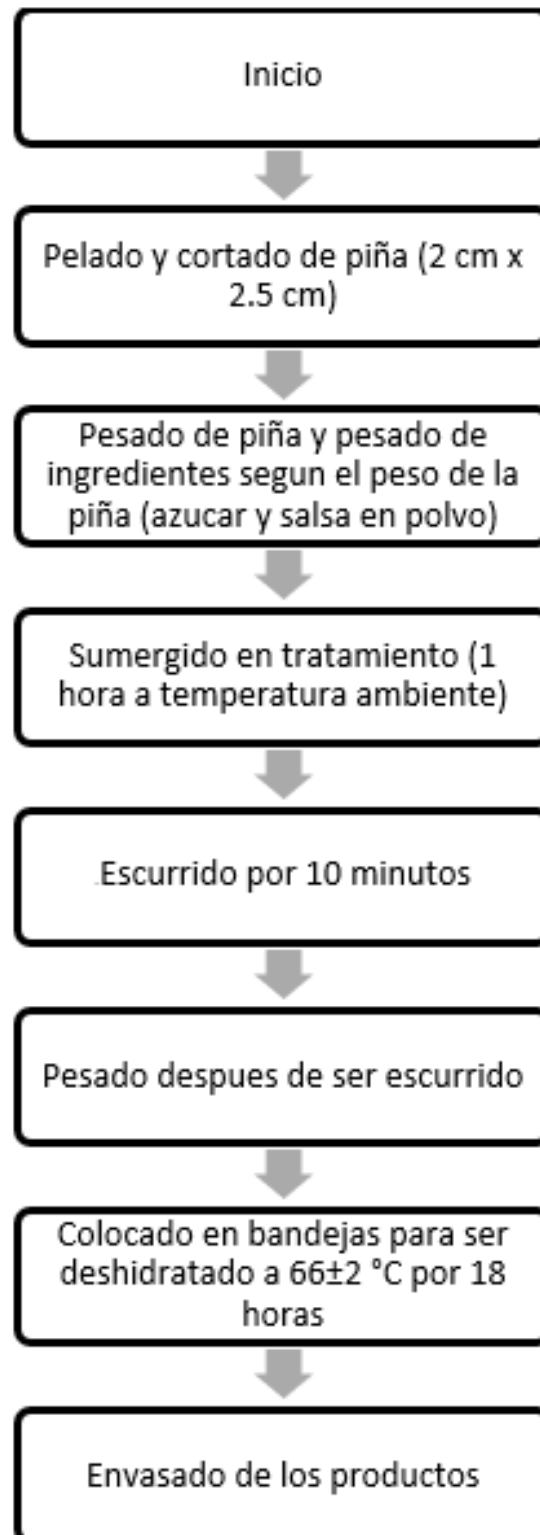 Inicio
Pelado y cortado de piña (2 cm x
2.5 cm)
Pesado de piña y pesado de
ingredientes segun el peso de la
piña (azucar y salsa en polvo)
Sumergido en tratamiento (1
hora a temperatura ambiente)
.Escurrido por 10 minutos
Pesado despues de ser escurrido
Colocado en bandejas para ser
deshidratado a 66±2 °C por 18
horas
Envasado de los productos